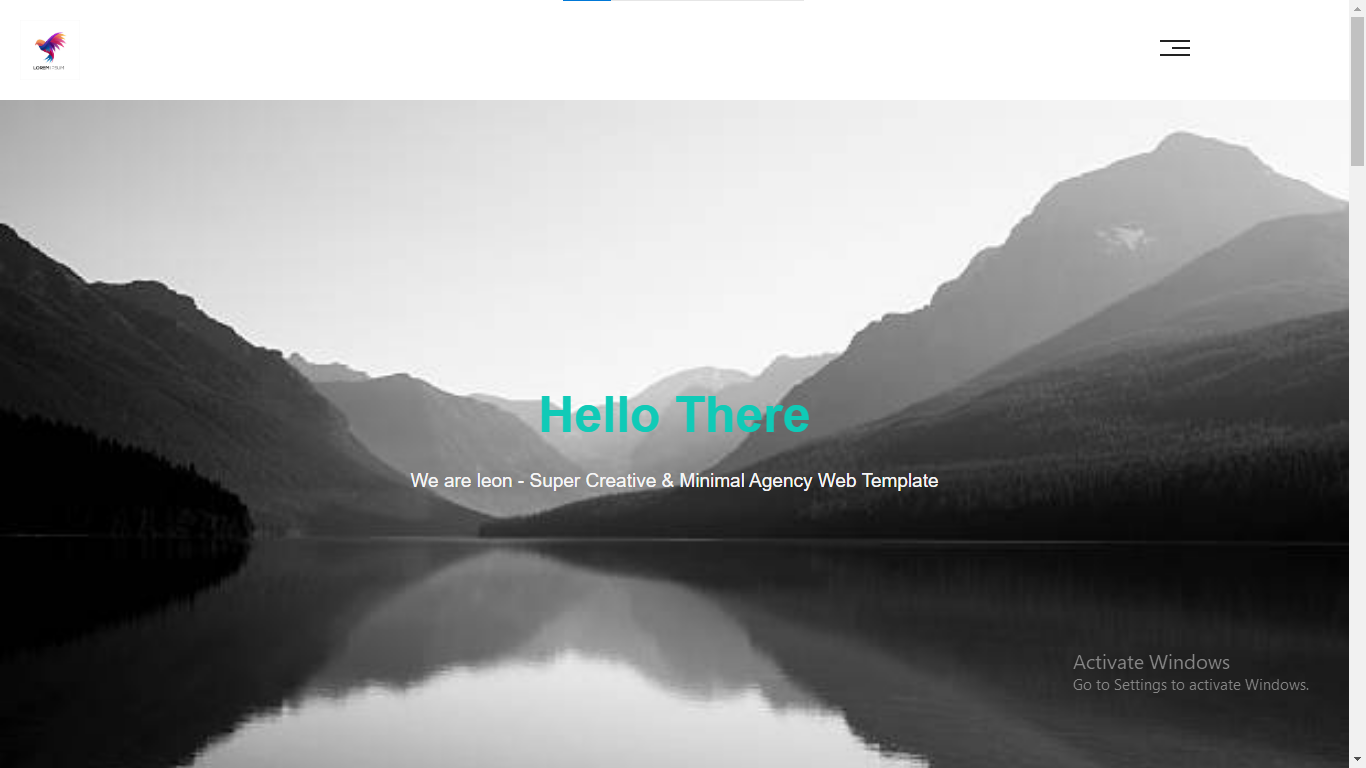 LOREM IPSUM
Hello There
We are leon - Super Creative & Minimal Agency Web Template
Activate Windows
Go to Settings to activate Windows.